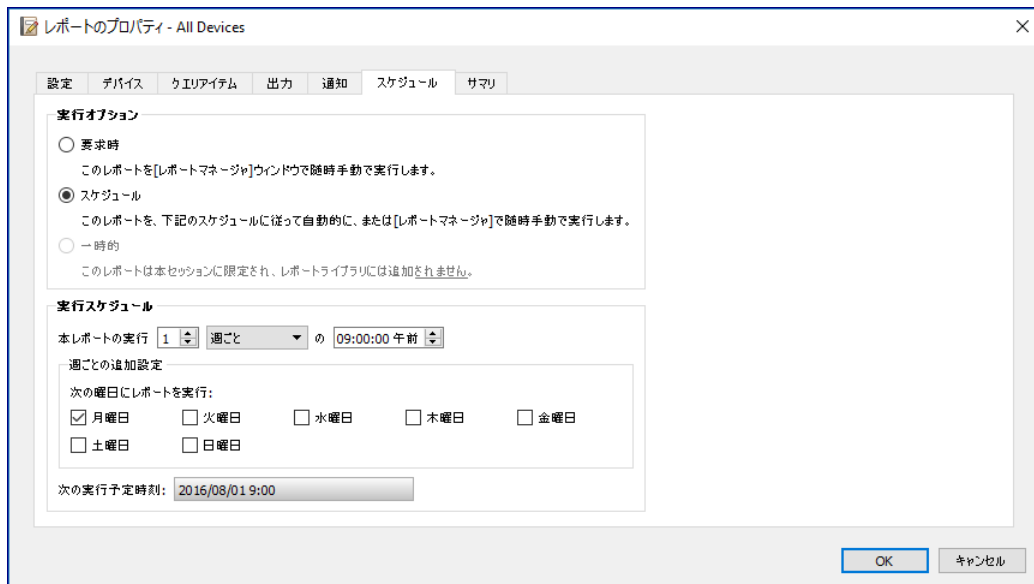 レポートのプロパティ - All Devices
設定 デバイス クエリアイテム 出力 通知 スケジュール サマリ
実行オプション
要求時
このレポートを[レポートマネージャ]ウィンドウで随時手動で実行します。
スケジュール
このレポートを、下記のスケジュールに従って自動的に、または[レポートマネージャ]で随時手動で実行します。
一時的
このレポートは本セッションに限定され、レポートライブラリには追加されません。
実行スケジュール
本レポートの実行 1 週ごと の 09:00:00 午前
週ごとの追加設定
次の曜日にレポートを実行:
月曜日 火曜日 水曜日 木曜日 金曜日
土曜日 日曜日
次の実行予定時刻: 2016/08/01 9:00
OK キャンセル